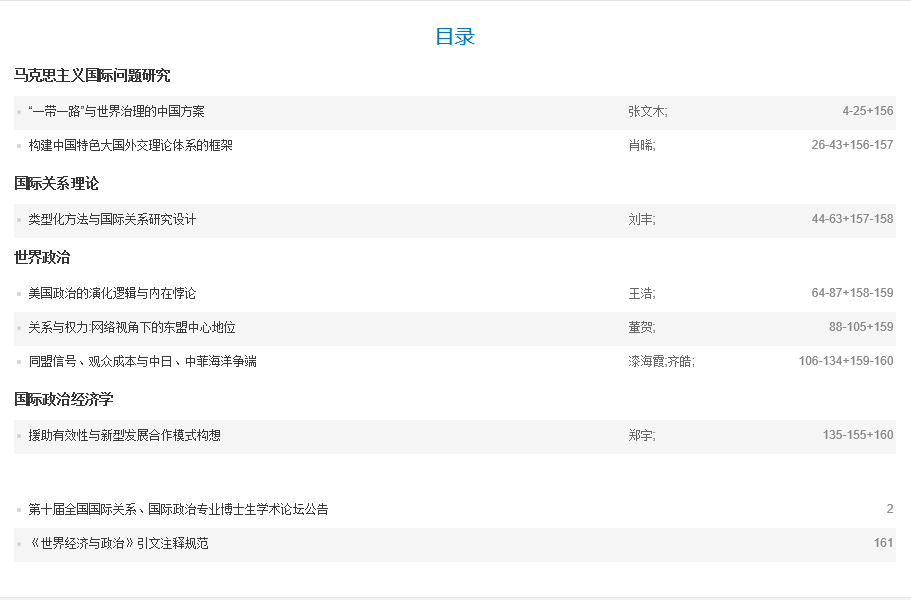 目录
马克思主义国际问题研究
“一带一路”与世界治理的中国方案 张文木; 4-25+156
构建中国特色大国外交理论体系的框架 肖晞; 26-43+156-157
国际关系理论
类型化方法与国际关系研究设计 刘丰; 44-63+157-158
世界政治
美国政治的演化逻辑与内在悖论 王浩; 64-87+158-159
关系与权力:网络视角下的东盟中心地位 董贺; 88-105+159
同盟信号、观众成本与中日、中菲海洋争端 漆海霞;齐皓; 106-134+159-160
国际政治经济学
援助有效性与新型发展合作模式构想 郑宇; 135-155+160
第十届全国国际关系、国际政治专业博士生学术论坛公告 2
《世界经济与政治》引文注释规范 161